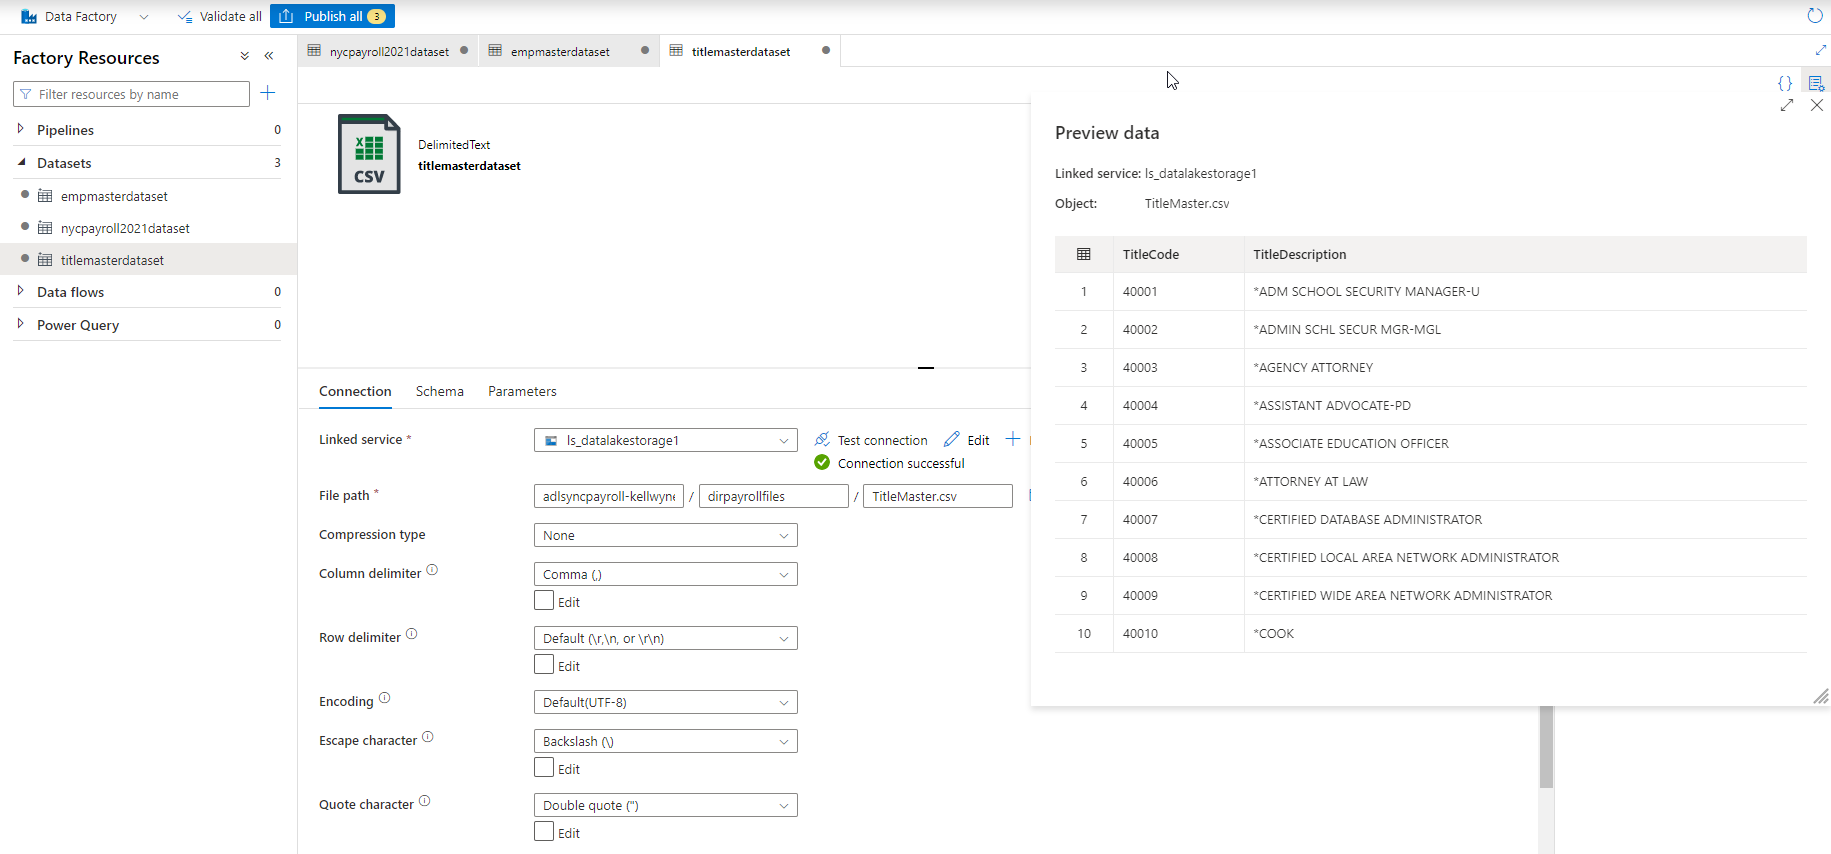 Data Factory
Validate all
Publish all 3
Factory Resources
Filter resources by name
Pipelines 0
Datasets 3
empmasterdataset
nycpayroll2021dataset
titlemasterdataset
Data flows 0
Power Query 0
nycpayroll2021dataset
empmasterdataset
titlemasterdataset
{}
X
CSV
DelimitedText
titlemasterdataset
Connection
Schema
Parameters
Linked service *
ls_datalakestorage1
Test connection
Edit
Connection successful
File path *
adlsyncpayroll-kellwyne / dirpayrollfiles / TitleMaster.csv
Compression type
None
Column delimiter
Comma (,)
Edit
Row delimiter
Default (\r,\n, or \r\n)
Edit
Encoding
Default(UTF-8)
Escape character
Backslash (\)
Edit
Quote character
Double quote (")
Edit
Preview data
Linked service: ls_datalakestorage1
Object: TitleMaster.csv
TitleCode TitleDescription
1 40001 *ADM SCHOOL SECURITY MANAGER-U
2 40002 *ADMIN SCHL SECUR MGR-MGL
3 40003 *AGENCY ATTORNEY
4 40004 *ASSISTANT ADVOCATE-PD
5 40005 *ASSOCIATE EDUCATION OFFICER
6 40006 *ATTORNEY AT LAW
7 40007 *CERTIFIED DATABASE ADMINISTRATOR
8 40008 *CERTIFIED LOCAL AREA NETWORK ADMINISTRATOR
9 40009 *CERTIFIED WIDE AREA NETWORK ADMINISTRATOR
10 40010 *COOK